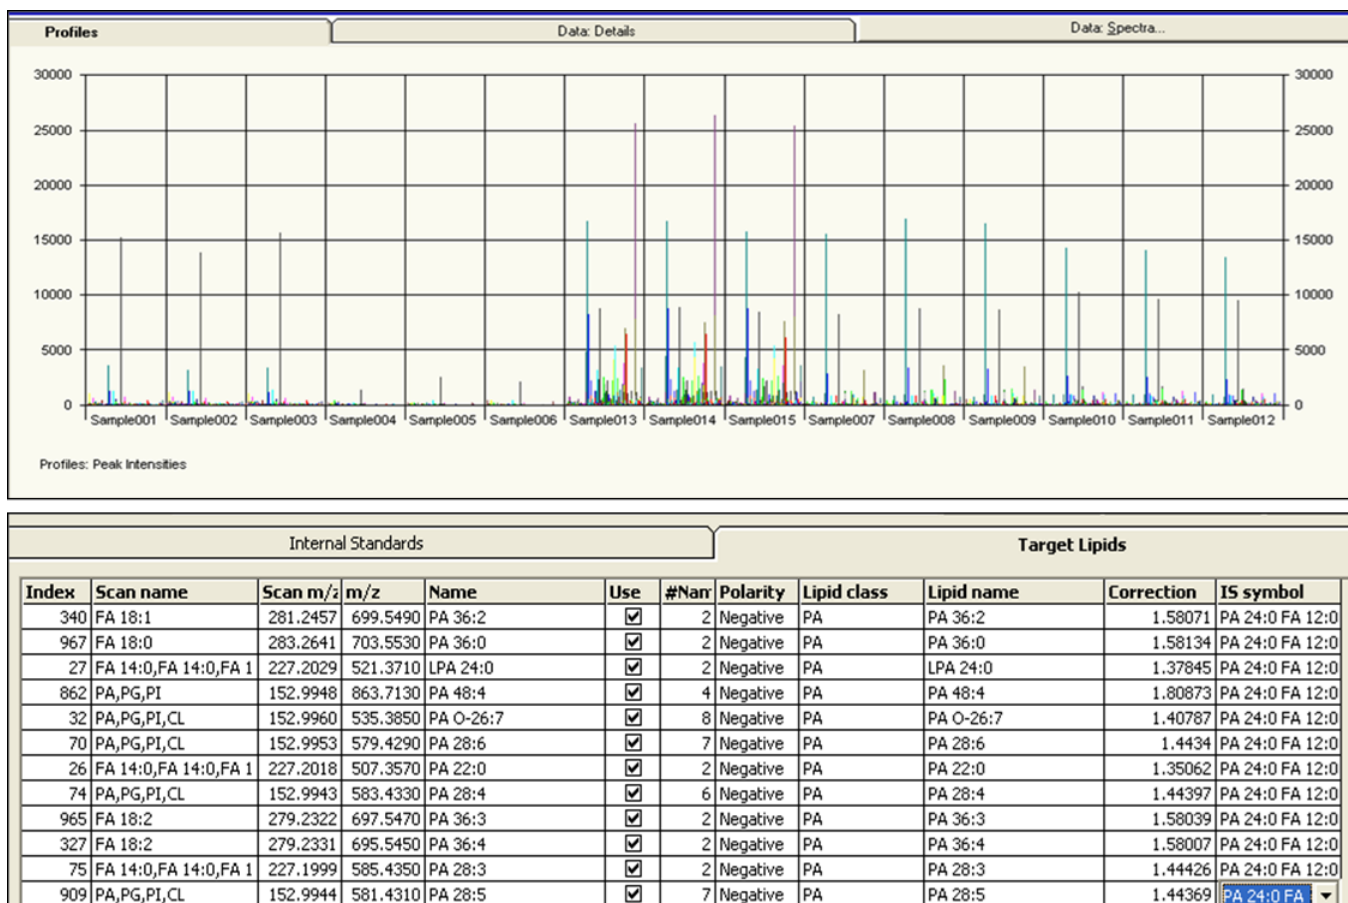 Profiles Data: Details Data: Spectra...
30000 30000
25000 25000
20000 20000
15000 15000
10000 10000
5000 5000
0 0
Sample001 Sample002 Sample003 Sample004 Sample005 Sample006 Sample013 Sample014 Sample015 Sample007 Sample008 Sample009 Sample010 Sample011 Sample012
Profiles: Peak Intensities
Internal Standards Target Lipids
Index Scan name Scan m/z m/z Name Use #Nam Polarity Lipid class Lipid name Correction IS symbol
340 FA 18:1 281.2457 699.5490 PA 36:2 2 Negative PA PA 36:2 1.58071 PA 24:0 FA 12:0
967 FA 18:0 283.2641 703.5530 PA 36:0 2 Negative PA PA 36:0 1.58134 PA 24:0 FA 12:0
27 FA 14:0,FA 14:0,FA 1 227.2029 521.3710 LPA 24:0 2 Negative PA LPA 24:0 1.37845 PA 24:0 FA 12:0
862 PA,PG,PI 152.9948 863.7130 PA 48:4 4 Negative PA PA 48:4 1.80873 PA 24:0 FA 12:0
32 PA,PG,PI,CL 152.9960 535.3850 PA O-26:7 8 Negative PA PA O-26:7 1.40787 PA 24:0 FA 12:0
70 PA,PG,PI,CL 152.9953 579.4290 PA 28:6 7 Negative PA PA 28:6 1.4434 PA 24:0 FA 12:0
26 FA 14:0,FA 14:0,FA 1 227.2018 507.3570 PA 22:0 2 Negative PA PA 22:0 1.35062 PA 24:0 FA 12:0
74 PA,PG,PI,CL 152.9943 583.4330 PA 28:4 6 Negative PA PA 28:4 1.44397 PA 24:0 FA 12:0
965 FA 18:2 279.2322 697.5470 PA 36:3 2 Negative PA PA 36:3 1.58039 PA 24:0 FA 12:0
327 FA 18:2 279.2331 695.5450 PA 36:4 2 Negative PA PA 36:4 1.58007 PA 24:0 FA 12:0
75 FA 14:0,FA 14:0,FA 1 227.1999 585.4350 PA 28:3 2 Negative PA PA 28:3 1.44426 PA 24:0 FA 12:0
909 PA,PG,PI,CL 152.9944 581.4310 PA 28:5 7 Negative PA PA 28:5 1.44369 PA 24:0 FA